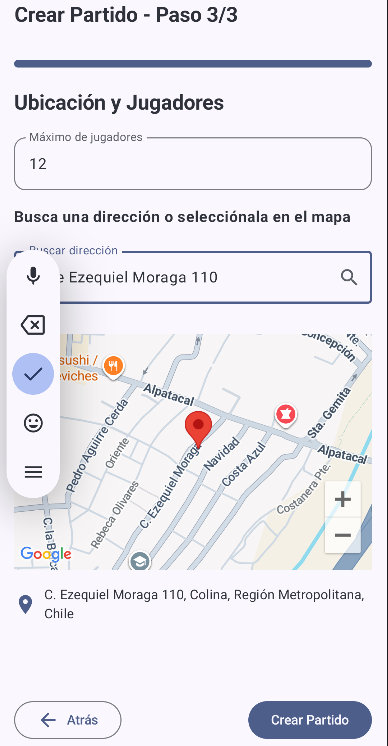 Crear Partido - Paso 3/3
Ubicación y Jugadores
Máximo de jugadores
12
Busca una dirección o selecciónala en el mapa
Buscar dirección
e Ezequiel Moraga 110
sushi /
eviches
Concepción
Alpatacal
Sta. Gemita
Pedro Aguirre Cerda
Oriente
Alpatacal
C. Ezequiel Moraga
Navidad
Costa Azul
Rebeca Olivares
Costanera Pte.
Google
C. Ezequiel Moraga 110, Colina, Región Metropolitana,
Chile
Atrás
Crear Partido